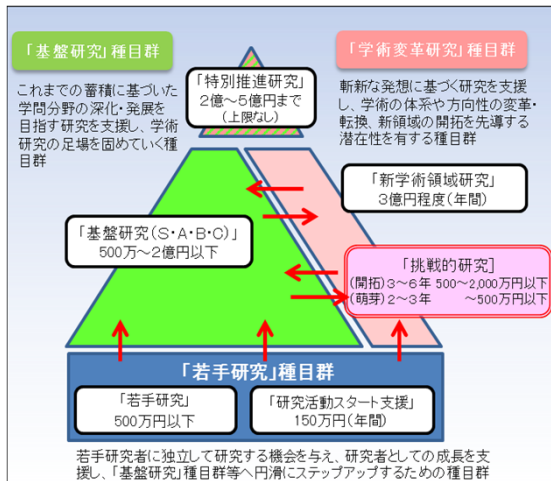 「基盤研究」種目群
これまでの蓄積に基づいた
学問分野の深化・発展を
目指す研究を支援し、学術
研究の足場を固めていく種
目群
「特別推進研究」
2億～5億円まで
（上限なし）
「学術変革研究」種目群
斬新な発想に基づく研究を支援
し、学術の体系や方向性の変革・
転換、新領域の開拓を先導する
潜在性を有する種目群
「新学術領域研究」
3億円程度（年間）
「基盤研究（S・A・B・C）」
500万～2億円以下
「挑戦的研究］
（開拓）3～6年 500～2,000万円以下
（萌芽）2～3年 ～500万円以下
「若手研究」種目群
「若手研究」
500万円以下
「研究活動スタート支援」
150万円（年間）
若手研究者に独立して研究する機会を与え、研究者としての成長を支
援し、「基盤研究」種目群等へ円滑にステップアップするための種目群